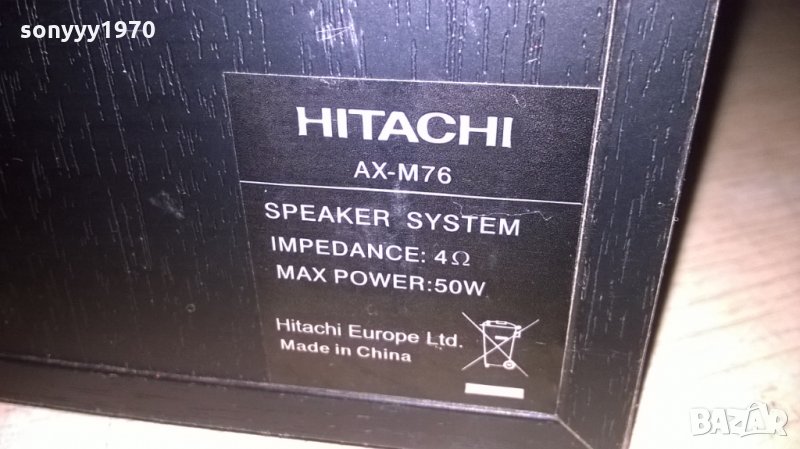 sonyyy1970
HITACHI
AX-M76
SPEAKER SYSTEM
IMPEDANCE: 4Ω
MAX POWER:50W
Hitachi Europe Ltd.
Made in China
BAZAR